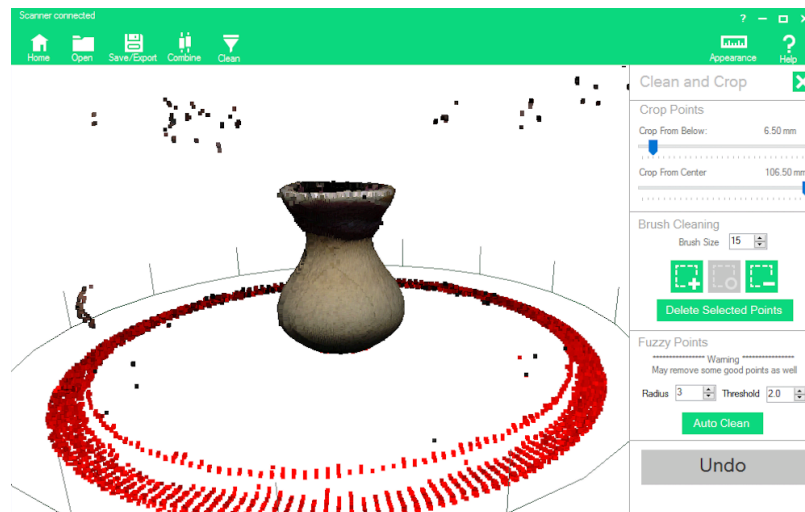 Scanner connected
?
Home
Open
Save/Export
Combine
Clean
Appearance
Help
Clean and Crop
Crop Points
Crop From Below: 6.50 mm
Crop From Center 106.50 mm
Brush Cleaning
Brush Size 15
Delete Selected Points
Fuzzy Points
**************** Warning ****************
May remove some good points as well
Radius 3 Threshold 2.0
Auto Clean
Undo